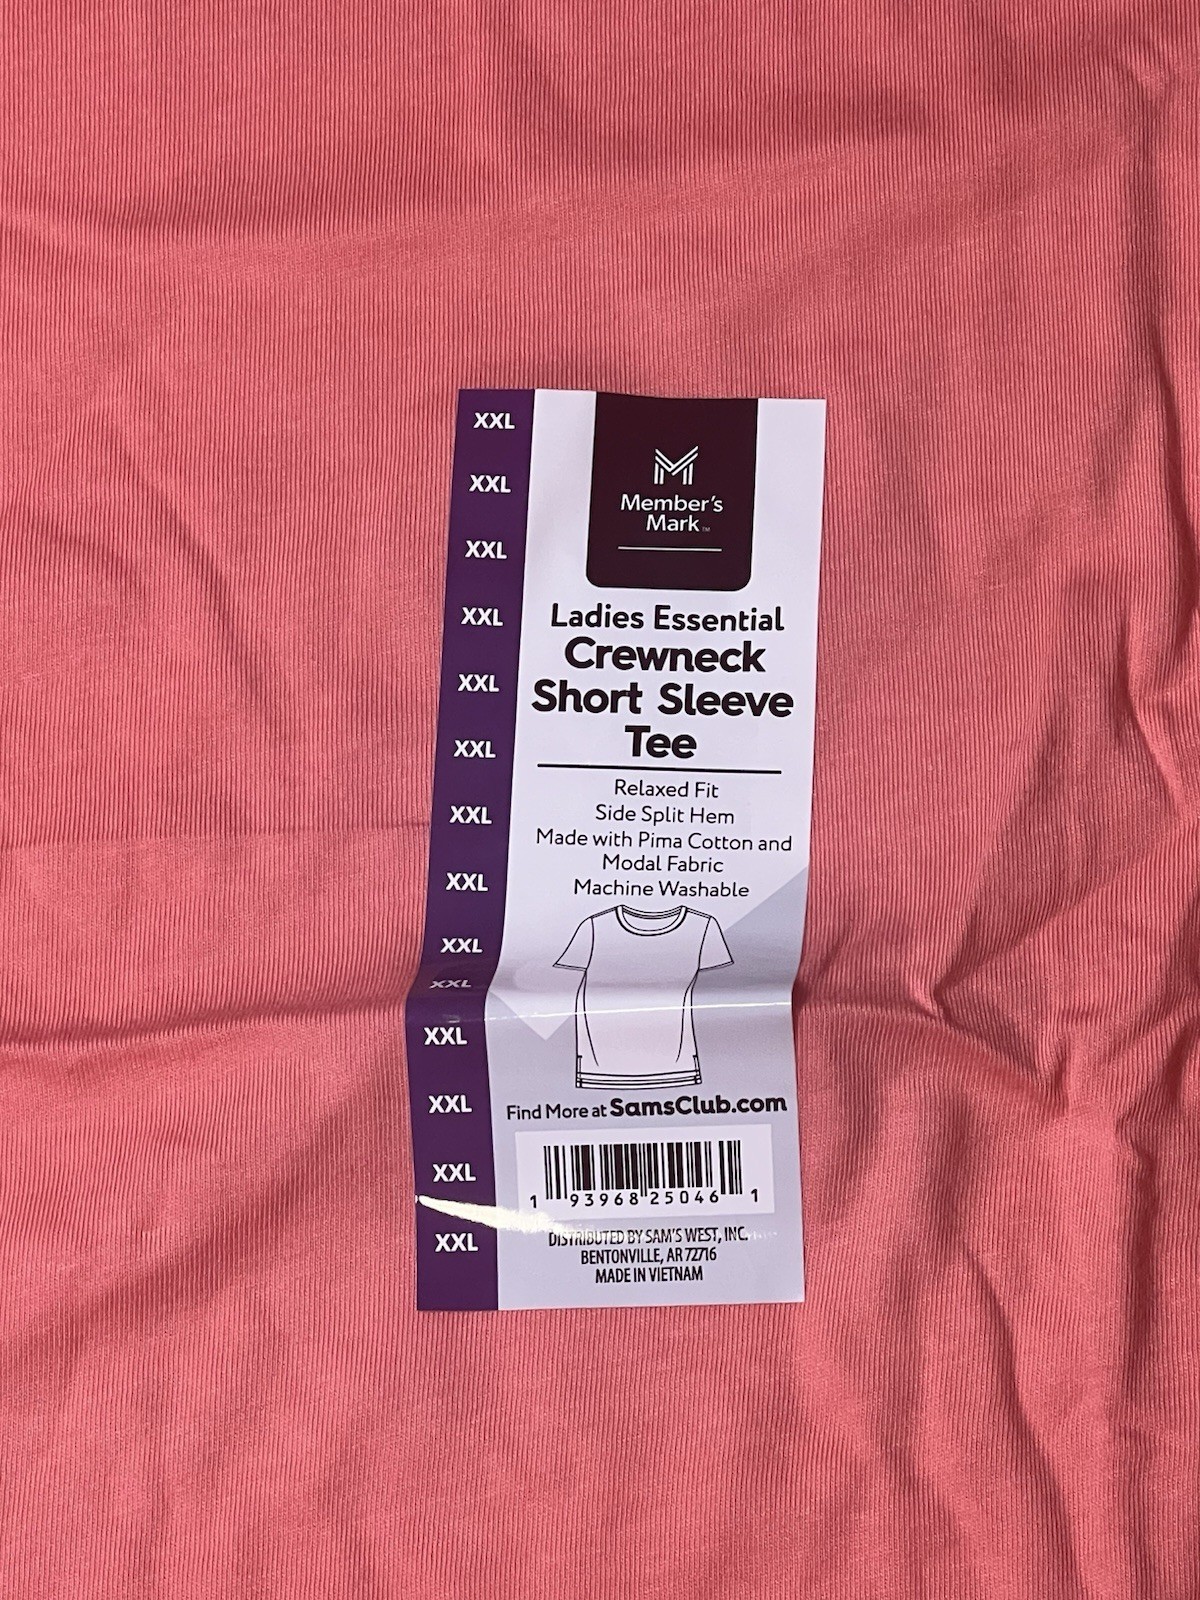 XXL
XXL
XXL
XXL
XXL
XXL
XXL
XXL
XXL
XXL
XXL
XXL
XXL
XXL
Member's
Mark™
Ladies Essential
Crewneck
Short Sleeve
Tee
Relaxed Fit
Side Split Hem
Made with Pima Cotton and
Modal Fabric
Machine Washable
Find More at SamsClub.com
1 93968 25046 1
DISTRIBUTED BY SAM'S WEST, INC.
BENTONVILLE, AR 72716
MADE IN VIETNAM